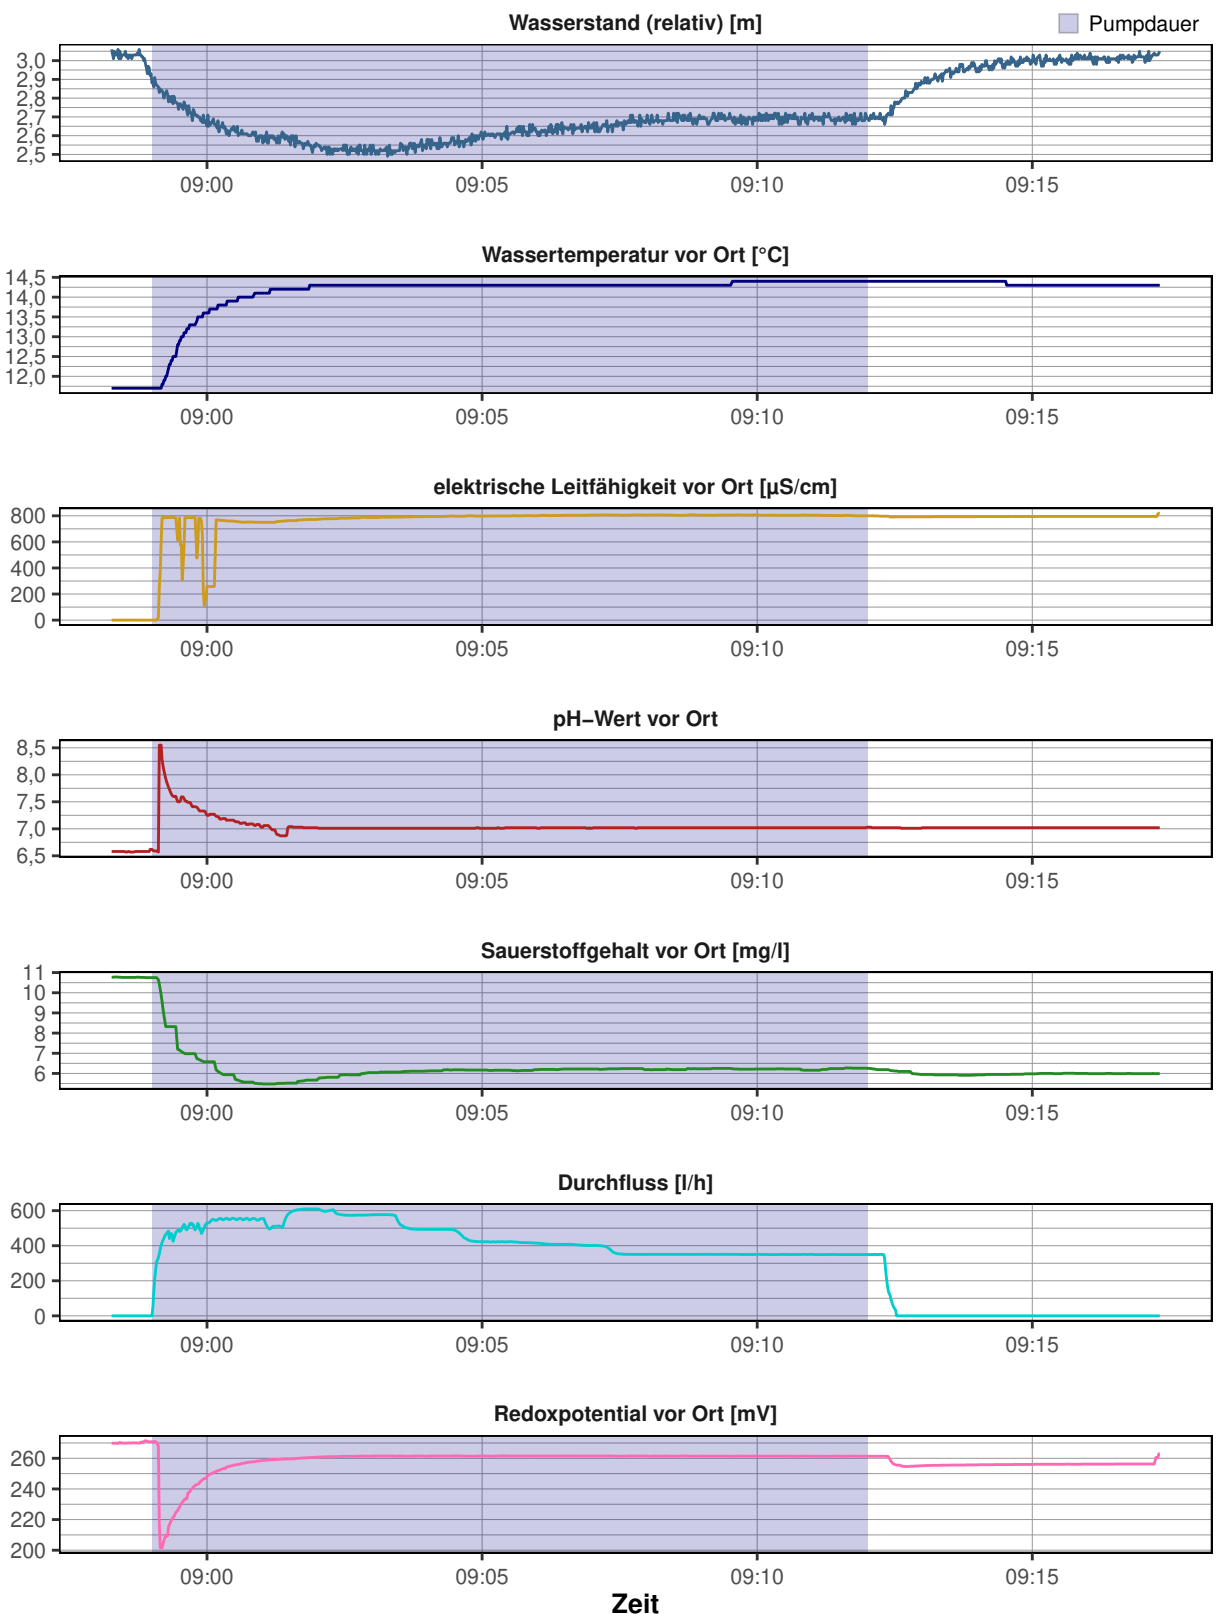 Wasserstand (relativ) [m]
Pumpdauer
3,0
2,9
2,8
2,7
2,6
2,5
09:00 09:05 09:10 09:15
Wassertemperatur vor Ort [°C]
14,5
14,0
13,5
13,0
12,5
12,0
09:00 09:05 09:10 09:15
elektrische Leitfähigkeit vor Ort [µS/cm]
800
600
400
200
0
09:00 09:05 09:10 09:15
pH−Wert vor Ort
8,5
8,0
7,5
7,0
6,5
09:00 09:05 09:10 09:15
Sauerstoffgehalt vor Ort [mg/l]
11
10
9
8
7
6
09:00 09:05 09:10 09:15
Durchfluss [l/h]
600
400
200
0
09:00 09:05 09:10 09:15
Redoxpotential vor Ort [mV]
260
240
220
200
09:00 09:05 09:10 09:15
Zeit